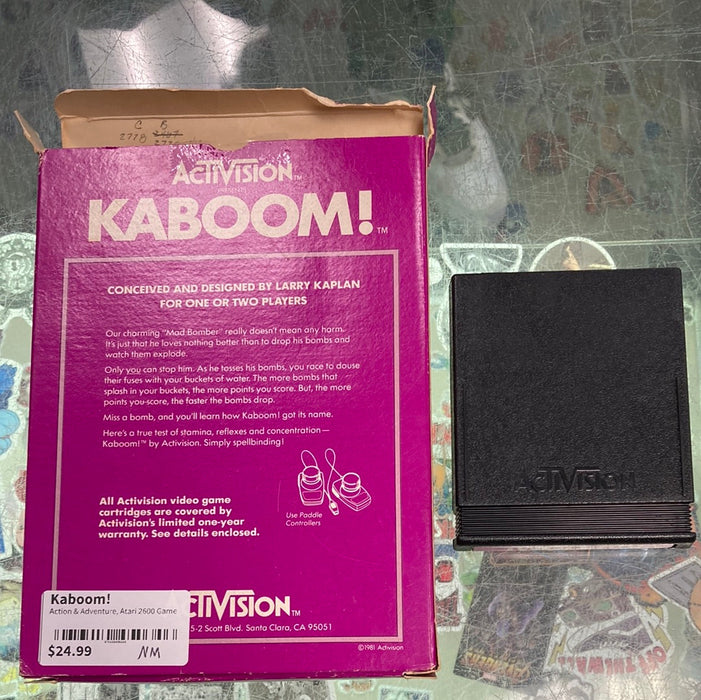 C B
2778 2787
ACTIVISION™
PRESENTS
KABOOM!™
CONCEIVED AND DESIGNED BY LARRY KAPLAN
FOR ONE OR TWO PLAYERS
Our charming "Mad Bomber" really doesn't mean any harm.
It's just that he loves nothing better than to drop his bombs and
watch them explode.
Only you can stop him. As he tosses his bombs, you race to douse
their fuses with your buckets of water. The more bombs that
splash in your buckets, the more points you score. But, the more
points you score, the faster the bombs drop.
Miss a bomb, and you'll learn how Kaboom! got its name.
Here's a true test of stamina, reflexes and concentration—
Kaboom!™ by Activision. Simply spellbinding!
Use Paddle
Controllers
All Activision video game
cartridges are covered by
Activision's limited one-year
warranty. See details enclosed.
CTIVISION™
5-2 Scott Blvd. Santa Clara, CA 95051
©1981 Activision
Kaboom!
Action & Adventure, Atari 2600 Game
$24.99 NM
ACTIVISION